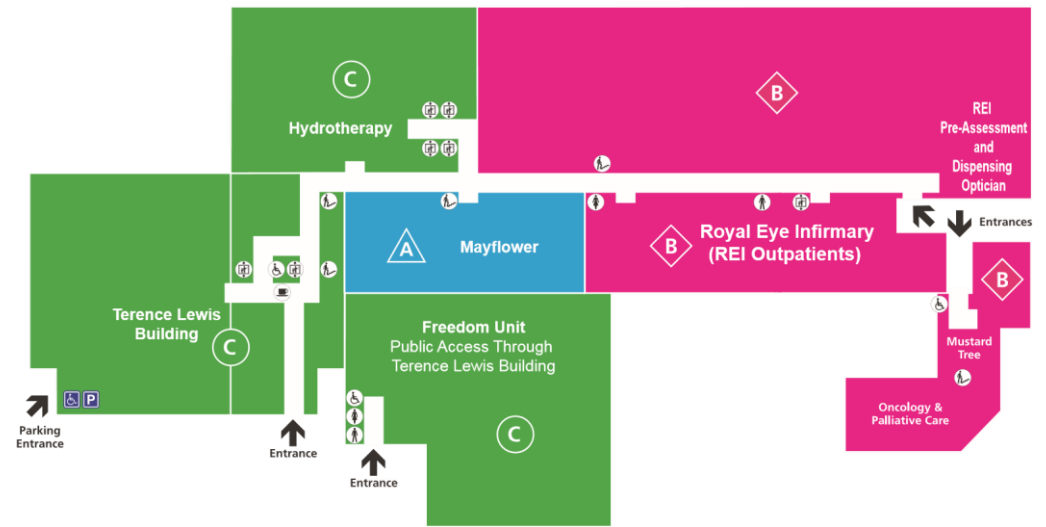 C
Hydrotherapy
B
REI
Pre-Assessment
and
Dispensing
Optician
Entrances
A
Mayflower
B
Royal Eye Infirmary
(REI Outpatients)
B
Terence Lewis
Building
C
Freedom Unit
Public Access Through
Terence Lewis Building
C
Mustard
Tree
Oncology &
Palliative Care
P
Parking
Entrance
Entrance
Entrance